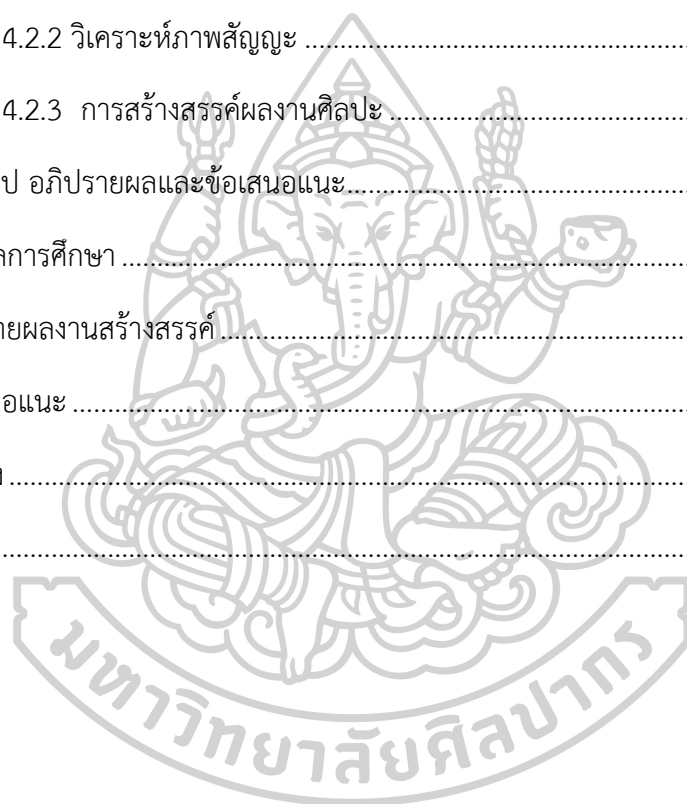 4.2.2 วิเคราะห์ภาพสัญญะ ......................................................
4.2.3 การสร้างสรรค์ผลงานศิลปะ ..........................................
ป อภิปรายผลและข้อเสนอแนะ................................................
ลการศึกษา ..............................................................................
ายผลงานสร้างสรรค์ ..................................................................
อแนะ ......................................................................................
..............................................................................................
มหาวิทยาลัยศิลปากร